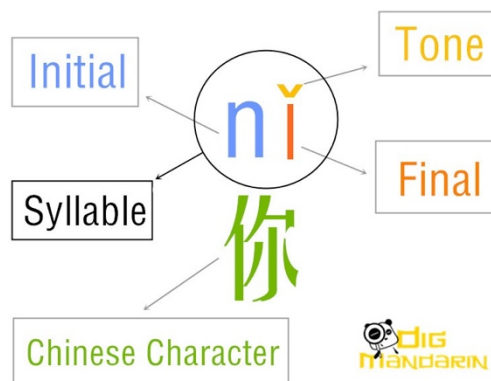 Tone
Initial
nǐ
Final
Syllable
你
Chinese Character
DIG
MANDARIN